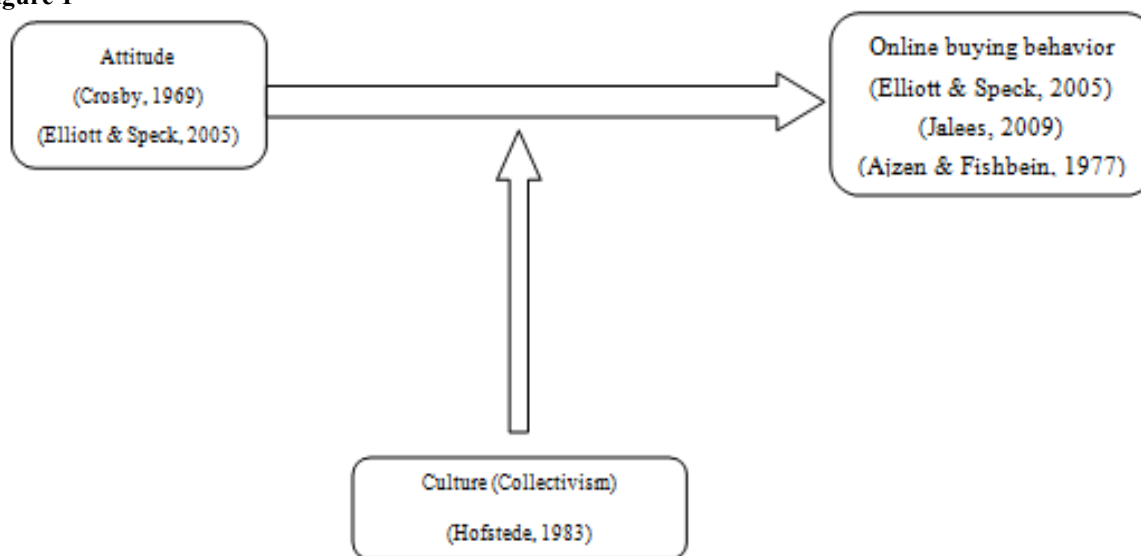 Attitude
(Crosby, 1969)
(Elliott & Speck, 2005)
Online buying behavior
(Elliott & Speck, 2005)
(Jalees, 2009)
(Ajzen & Fishbein, 1977)
Culture (Collectivism)
(Hofstede, 1983)